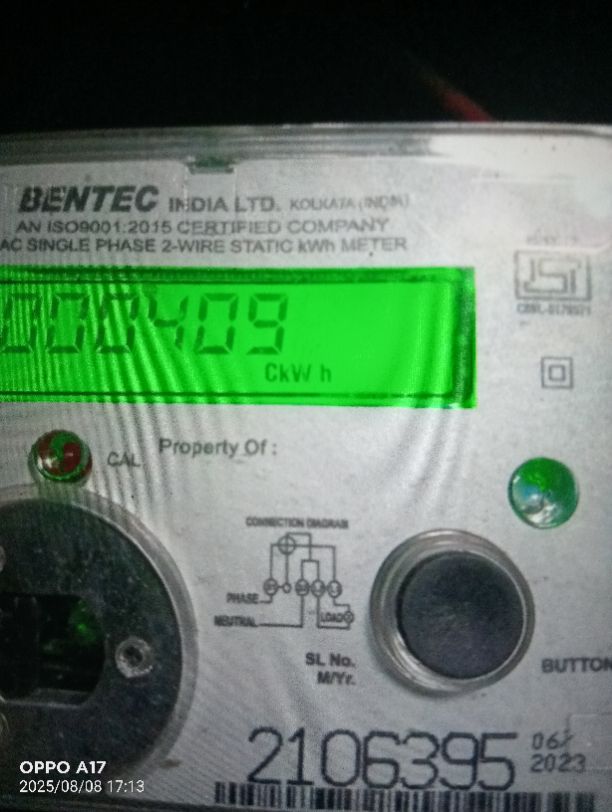 BENTEC INDIA LTD. KOLKATA (INDIA)
AN ISO9001:2015 CERTIFIED COMPANY
AC SINGLE PHASE 2-WIRE STATIC kWh METER
000409
CkWh
CAL
Property Of :
CONNECTION DIAGRAM
PHASE
NEUTRAL
LOAD
SL No.
M/Yr.
BUTTON
2106395
06/
2023
OPPO A17
2025/08/08 17:13